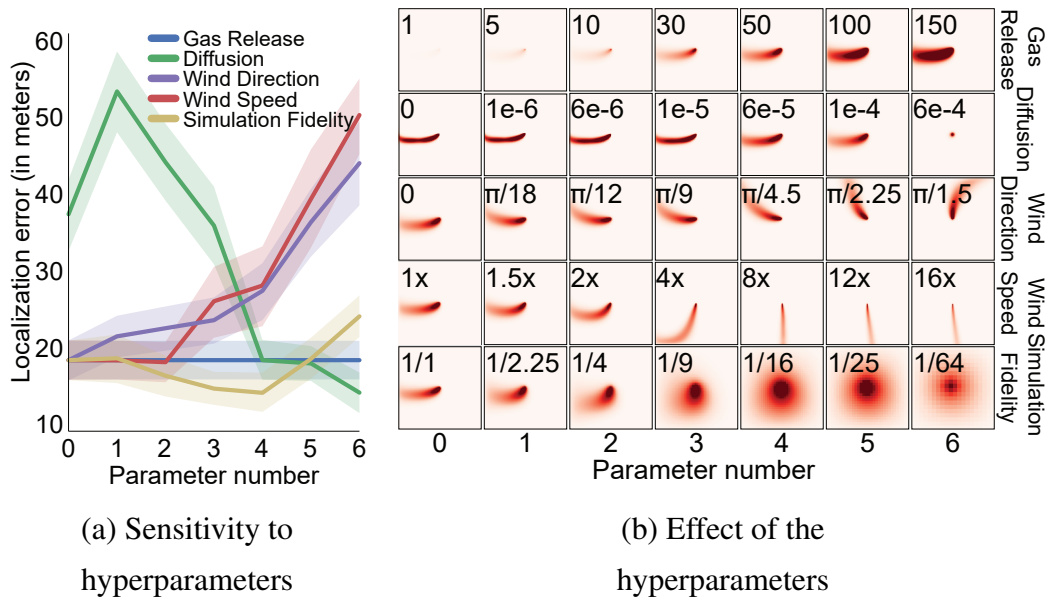 Localization error (in meters)
60
50
40
30
20
10
Gas Release
Diffusion
Wind Direction
Wind Speed
Simulation Fidelity
0 1 2 3 4 5 6
Parameter number
(a) Sensitivity to
hyperparameters
1 5 10 30 50 100 150
Gas
Release
0 1e-6 6e-6 1e-5 6e-5 1e-4 6e-4
Diffusion
0 π/18 π/12 π/9 π/4.5 π/2.25 π/1.5
Wind
Direction
1x 1.5x 2x 4x 8x 12x 16x
Wind
Speed
1/1 1/2.25 1/4 1/9 1/16 1/25 1/64
Simulation
Fidelity
0 1 2 3 4 5 6
Parameter number
(b) Effect of the
hyperparameters